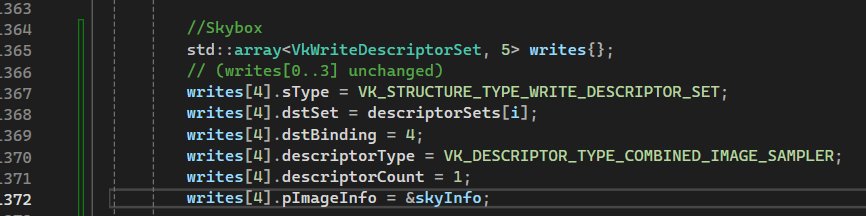 1363
1364 //Skybox
1365 std::array<VkWriteDescriptorSet, 5> writes{};
1366 // (writes[0..3] unchanged)
1367 writes[4].sType = VK_STRUCTURE_TYPE_WRITE_DESCRIPTOR_SET;
1368 writes[4].dstSet = descriptorSets[i];
1369 writes[4].dstBinding = 4;
1370 writes[4].descriptorType = VK_DESCRIPTOR_TYPE_COMBINED_IMAGE_SAMPLER;
1371 writes[4].descriptorCount = 1;
1372 writes[4].pImageInfo = &skyInfo;